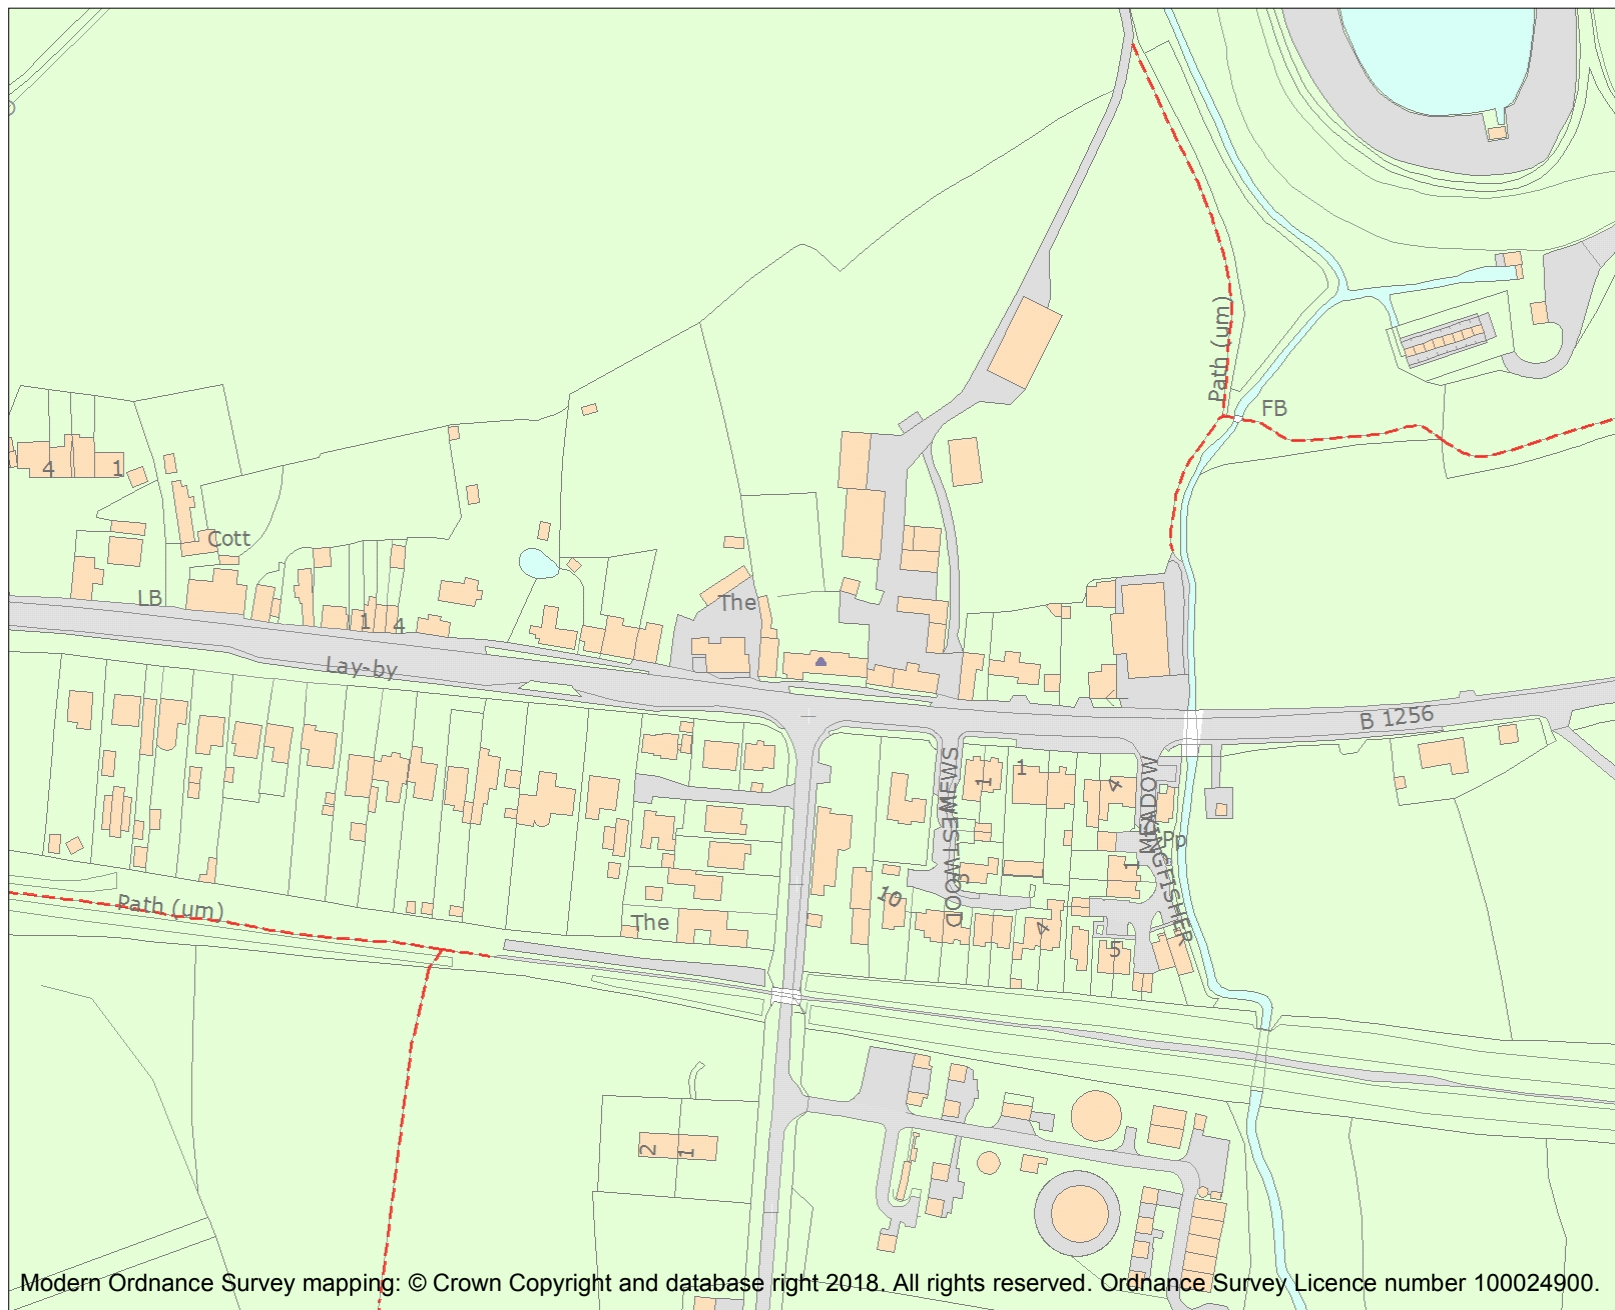 Path (um)
FB
4
1
Cott
LB
The
1
4
Lay-by
B 1256
MEWS
WESTWOOD
1
1
4
MEADOW
KINGFISHER
Pp
1
3
10
Path (um)
The
4
5
2
1
Modern Ordnance Survey mapping: © Crown Copyright and database right 2018. All rights reserved. Ordnance Survey Licence number 100024900.